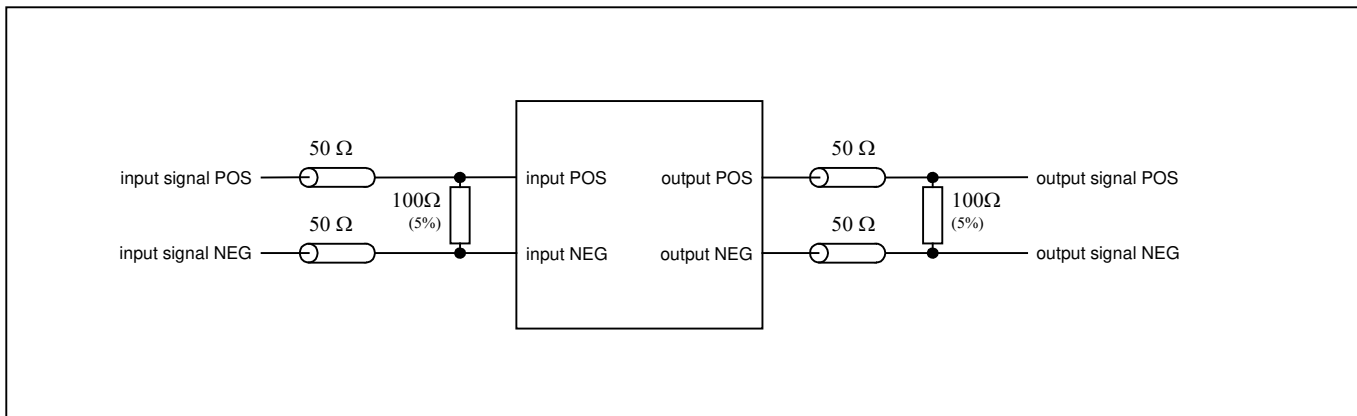 50 Ω
50 Ω
input signal POS
input POS
output POS
output signal POS
100Ω
(5%)
100Ω
(5%)
50 Ω
50 Ω
input signal NEG
input NEG
output NEG
output signal NEG